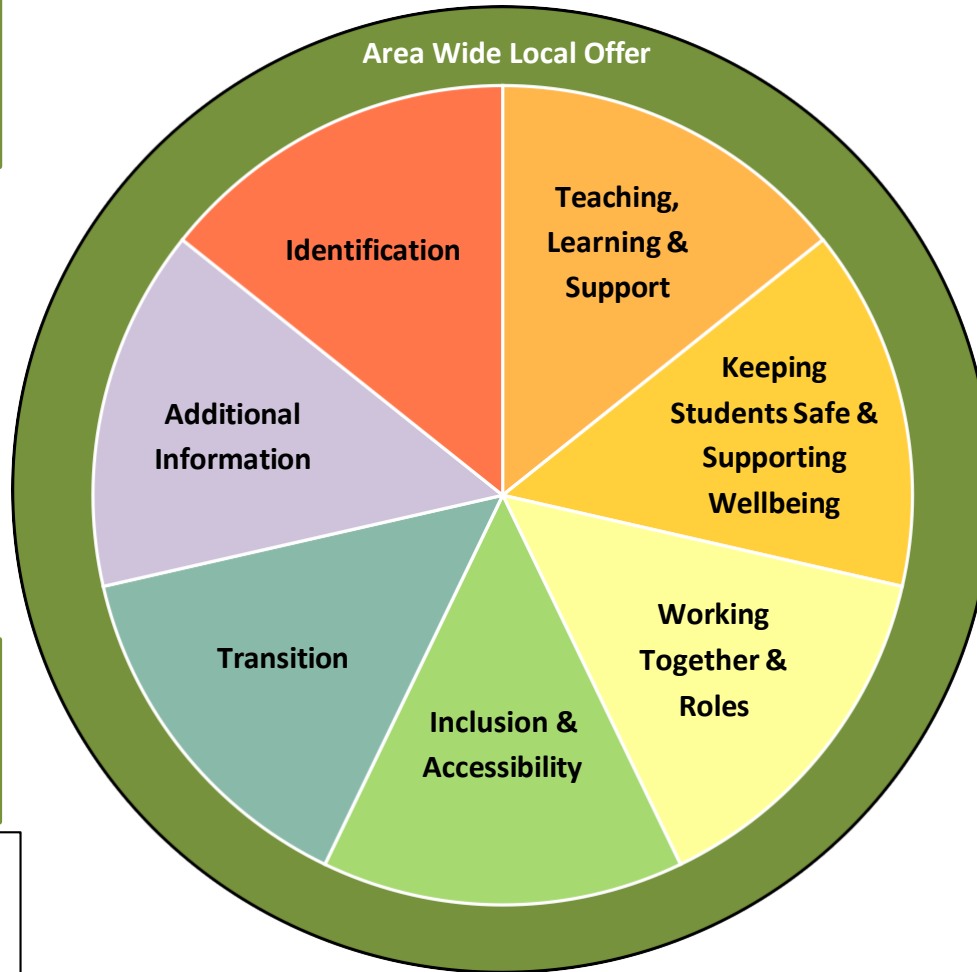 Area Wide Local Offer
Identification
Teaching,
Learning &
Support
Keeping
Students Safe &
Supporting
Wellbeing
Working
Together &
Roles
Inclusion &
Accessibility
Transition
Additional
Information